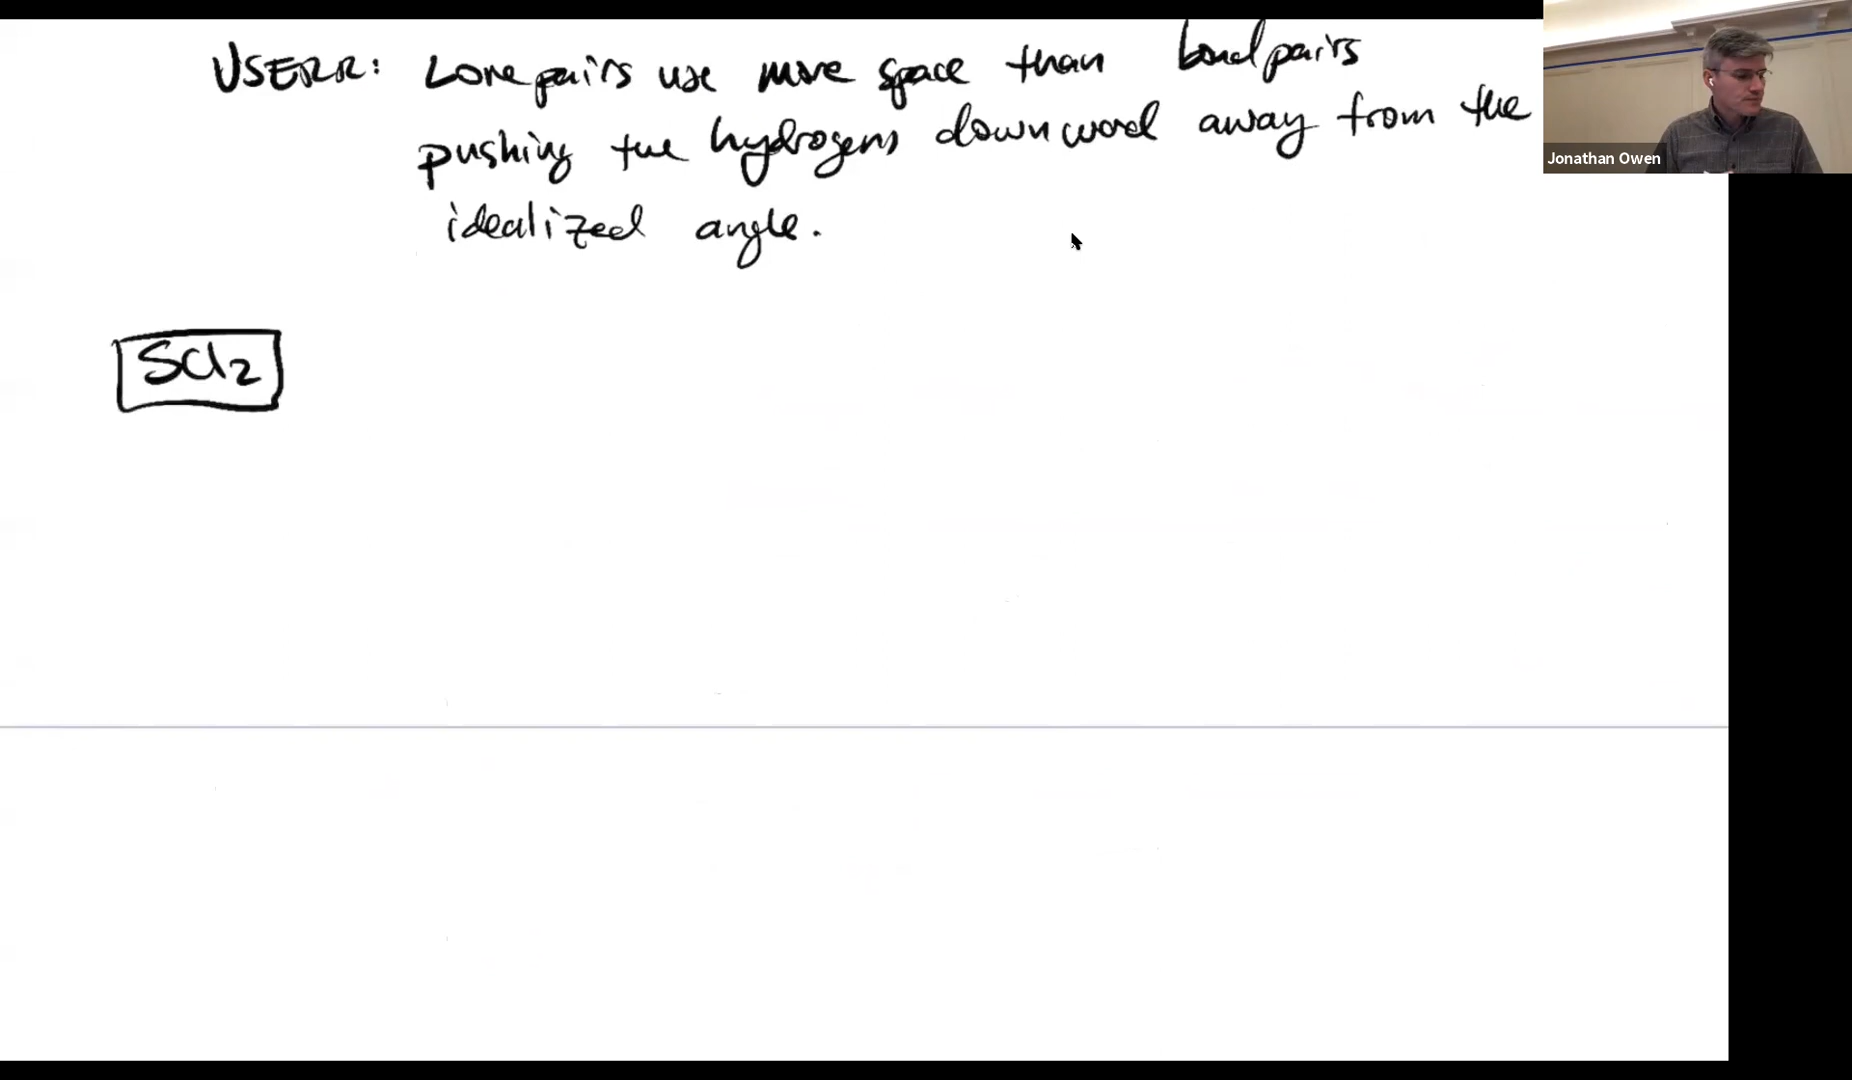 VSEPR: Lone pairs use more space than bond pairs
pushing the hydrogens downward away from the
idealized angle.
SCl2
Jonathan Owen